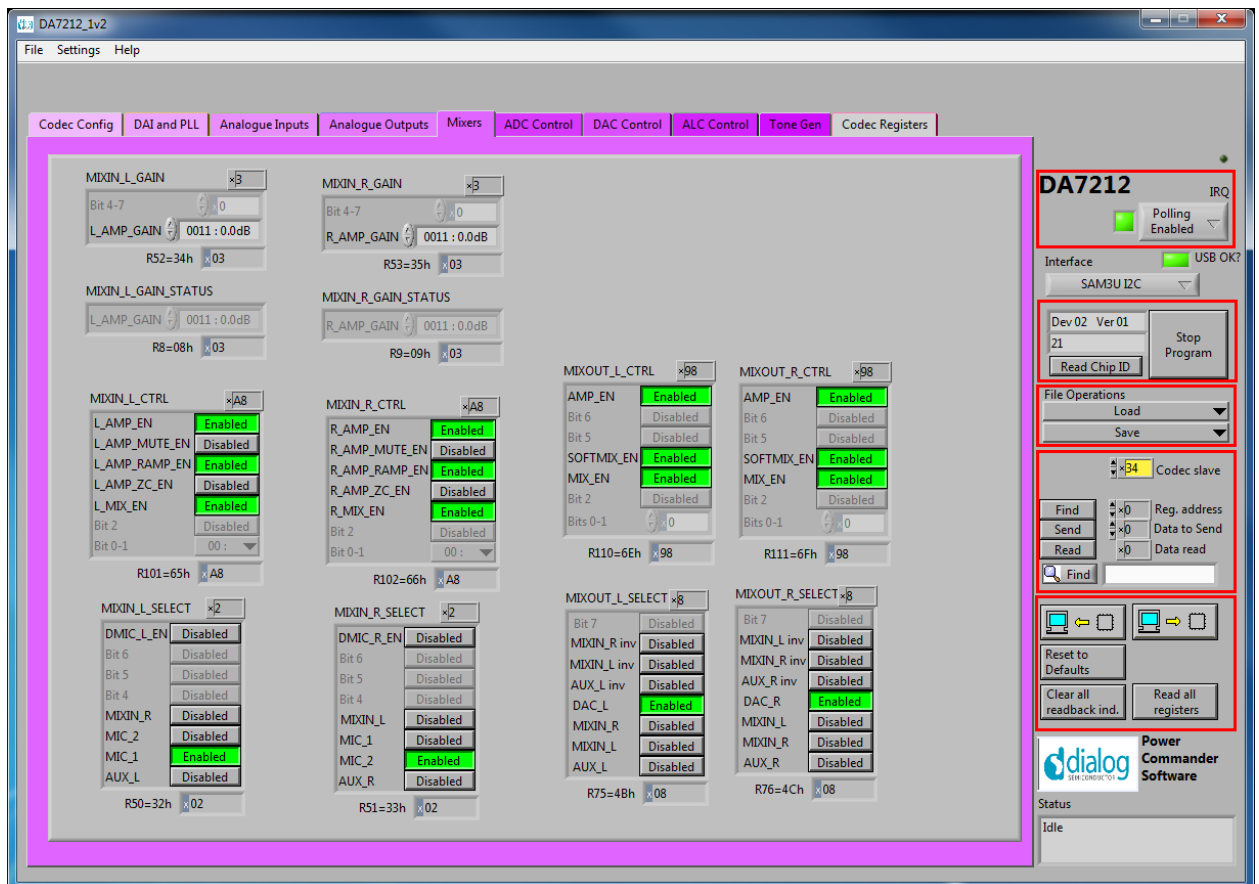 DA7212_1v2
File Settings Help
Codec Config DAI and PLL Analogue Inputs Analogue Outputs Mixers ADC Control DAC Control ALC Control Tone Gen Codec Registers
MIXIN_L_GAIN x3
Bit 4-7 x0
L_AMP_GAIN 0011 : 0.0dB
R52=34h x03
MIXIN_L_GAIN_STATUS
L_AMP_GAIN 0011 : 0.0dB
R8=08h x03
MIXIN_L_CTRL xA8
L_AMP_EN Enabled
L_AMP_MUTE_EN Disabled
L_AMP_RAMP_EN Enabled
L_AMP_ZC_EN Disabled
L_MIX_EN Enabled
Bit 2 Disabled
Bit 0-1 00 :
R101=65h xA8
MIXIN_L_SELECT x2
DMIC_L_EN Disabled
Bit 6 Disabled
Bit 5 Disabled
Bit 4 Disabled
MIXIN_R Disabled
MIC_2 Disabled
MIC_1 Enabled
AUX_L Disabled
R50=32h x02
MIXIN_R_GAIN x3
Bit 4-7 x0
R_AMP_GAIN 0011 : 0.0dB
R53=35h x03
MIXIN_R_GAIN_STATUS
R_AMP_GAIN 0011 : 0.0dB
R9=09h x03
MIXIN_R_CTRL xA8
R_AMP_EN Enabled
R_AMP_MUTE_EN Disabled
R_AMP_RAMP_EN Enabled
R_AMP_ZC_EN Disabled
R_MIX_EN Enabled
Bit 2 Disabled
Bit 0-1 00 :
R102=66h xA8
MIXIN_R_SELECT x2
DMIC_R_EN Disabled
Bit 6 Disabled
Bit 5 Disabled
Bit 4 Disabled
MIXIN_L Disabled
MIC_1 Disabled
MIC_2 Enabled
AUX_R Disabled
R51=33h x02
MIXOUT_L_CTRL x98
AMP_EN Enabled
Bit 6 Disabled
Bit 5 Disabled
SOFTMIX_EN Enabled
MIX_EN Enabled
Bit 2 Disabled
Bits 0-1 x0
R110=6Eh x98
MIXOUT_L_SELECT x8
Bit 7 Disabled
MIXIN_R inv Disabled
MIXIN_L inv Disabled
AUX_L inv Disabled
DAC_L Enabled
MIXIN_R Disabled
MIXIN_L Disabled
AUX_L Disabled
R75=4Bh x08
MIXOUT_R_CTRL x98
AMP_EN Enabled
Bit 6 Disabled
Bit 5 Disabled
SOFTMIX_EN Enabled
MIX_EN Enabled
Bit 2 Disabled
Bits 0-1 x0
R111=6Fh x98
MIXOUT_R_SELECT x8
Bit 7 Disabled
MIXIN_L inv Disabled
MIXIN_R inv Disabled
AUX_R inv Disabled
DAC_R Enabled
MIXIN_L Disabled
MIXIN_R Disabled
AUX_R Disabled
R76=4Ch x08
DA7212 IRQ
Polling
Enabled
Interface USB OK?
SAM3U I2C
Dev 02 Ver 01
21
Read Chip ID
Stop
Program
File Operations
Load
Save
x34 Codec slave
Find x0 Reg. address
Send x0 Data to Send
Read x0 Data read
Find
Reset to
Defaults
Clear all
readback ind.
Read all
registers
dialog
SEMICONDUCTOR
Power
Commander
Software
Status
Idle